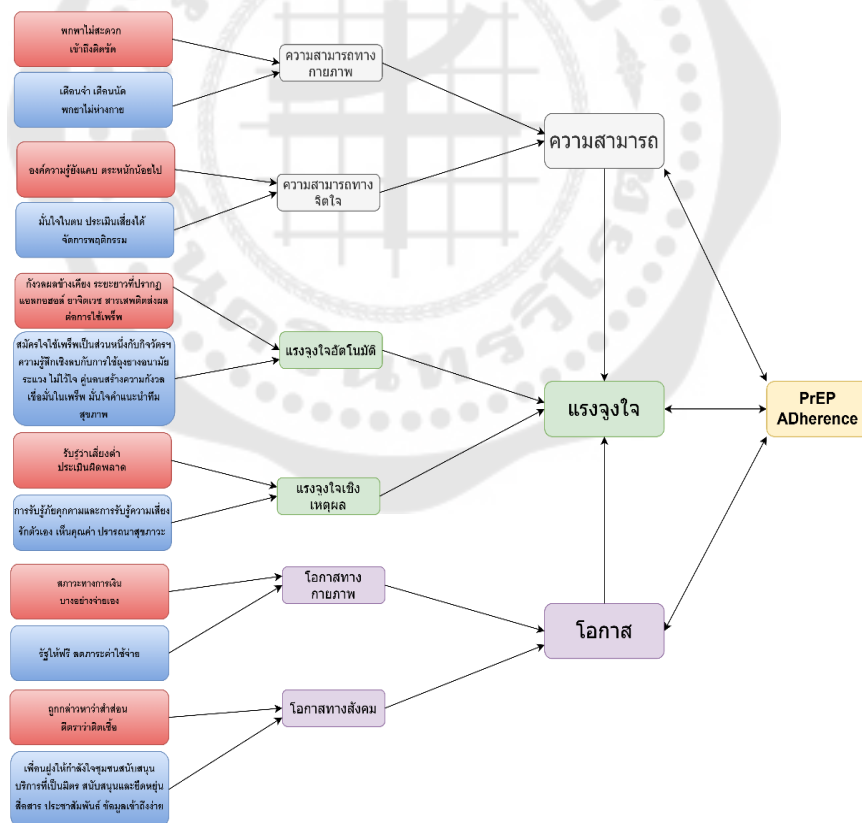 พกพาไม่สะดวก
เข้าถึงติดขัด
เตือนจำ เตือนนัด
พกยาไม่ห่างกาย
องค์ความรู้ยังแคบ ตระหนักน้อยไป
มั่นใจในตน ประเมินเสี่ยงได้
จัดการพฤติกรรม
กังวลผลข้างเคียง ระยะยาวที่ปรากฏ
แอลกอฮอล์ ยาจิตเวช สารเสพติดส่งผล
ต่อการใช้เพร็พ
สมัครใจใช้เพร็พเป็นส่วนหนึ่งกับกิจวัตรฯ
ความรู้สึกเชิงลบกับการใช้ถุงยางอนามัย
ระแวง ไม่ไว้ใจ คู่นอนสร้างความกังวล
เชื่อมั่นในเพร็พ มั่นใจคำแนะนำทีม
สุขภาพ
รับรู้ว่าเสี่ยงต่ำ
ประเมินผิดพลาด
การรับรู้ภัยคุกคามและการรับรู้ความเสี่ยง
รักตัวเอง เห็นคุณค่า ปรารถนาสุขภาวะ
สภาวะทางการเงิน
บางอย่างจ่ายเอง
รัฐให้ฟรี ลดภาระค่าใช้จ่าย
ถูกกล่าวหาว่าสำส่อน
ตีตราว่าติดเชื้อ
เพื่อนฝูงให้กำลังใจชุมชนสนับสนุน
บริการที่เป็นมิตร สนับสนุนและยืดหยุ่น
สื่อสาร ประชาสัมพันธ์ ข้อมูลเข้าถึงง่าย
ความสามารถทาง
กายภาพ
ความสามารถทาง
จิตใจ
แรงจูงใจอัตโนมัติ
แรงจูงใจเชิง
เหตุผล
โอกาสทาง
กายภาพ
โอกาสทางสังคม
ความสามารถ
แรงจูงใจ
โอกาส
PrEP
ADherence